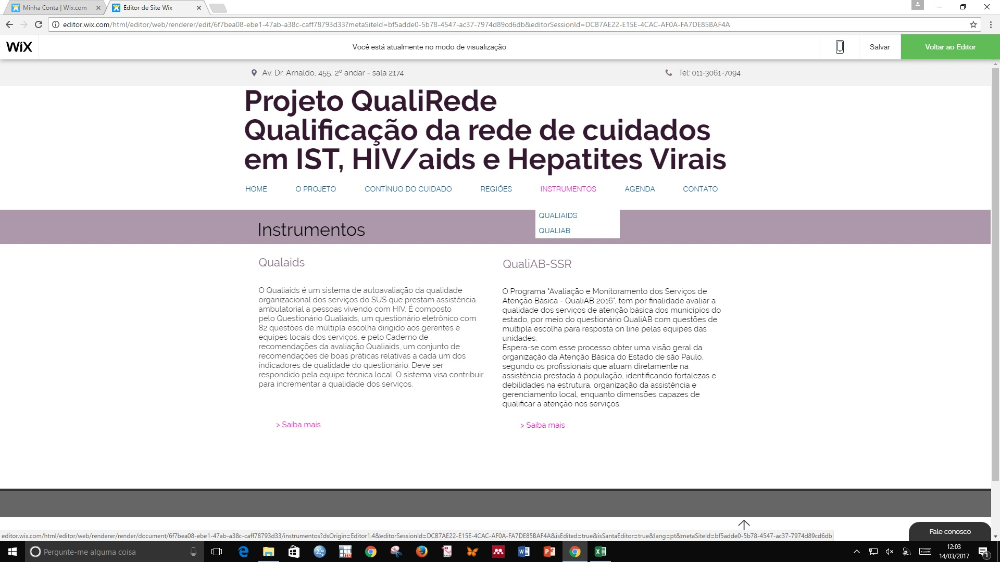 Minha Conta | Wix.com
Editor de Site Wix
editor.wix.com/html/editor/web/renderer/edit/6f7bea08-ebe1-47ab-a38c-caff78793d33?metaSiteId=bf5adde0-5b78-4547-ac37-7974d89cd6db&editorSessionId=DCB7AE22-E15E-4CAC-AF0A-FA7DE85BAF4A
WiX
Você está atualmente no modo de visualização
Salvar
Voltar ao Editor
Av. Dr. Arnaldo, 455, 2º andar - sala 2174
Tel: 011-3061-7094
Projeto QualiRede
Qualificação da rede de cuidados
em IST, HIV/aids e Hepatites Virais
HOME
O PROJETO
CONTÍNUO DO CUIDADO
REGIÕES
INSTRUMENTOS
AGENDA
CONTATO
QUALIAIDS
QUALIAB
Instrumentos
Qualaids
O Qualiaids é um sistema de autoavaliação da qualidade
organizacional dos serviços do SUS que prestam assistência
ambulatorial a pessoas vivendo com HIV. É composto
pelo Questionário Qualiaids, um questionário eletrônico com
82 questões de múltipla escolha dirigido aos gerentes e
equipes locais dos serviços, e pelo Caderno de
recomendações da avaliação Qualiaids, um conjunto de
recomendações de boas práticas relativas a cada um dos
indicadores de qualidade do questionário. Deve ser
respondido pela equipe técnica local. O sistema visa contribuir
para incrementar a qualidade dos serviços.
> Saiba mais
QualiAB-SSR
O Programa "Avaliação e Monitoramento dos Serviços de
Atenção Básica - QualiAB 2016", tem por finalidade avaliar a
qualidade dos serviços de atenção básica dos municípios do
estado, por meio do questionário QualiAB com questões de
multipla escolha para resposta on line pelas equipes das
unidades.
Espera-se com esse processo obter uma visão geral da
organização da Atenção Básica do Estado de são Paulo,
segundo os profissionais que atuam diretamente na
assistência prestada à população, identificando fortalezas e
debilidades na estrutura, organização da assistência e
gerenciamento local, enquanto dimensões capazes de
qualificar a atenção nos serviços.
> Saiba mais
Fale conosco
editor.wix.com/html/editor/web/renderer/render/document/6f7bea08-ebe1-47ab-a38c-caff78793d33/instrumentos?dsOrigin=Editor1.4&editorSessionId=DCB7AE22-E15E-4CAC-AF0A-FA7DE85BAF4A&isEdited=true&isSantaEditor=true&lang=pt&metaSiteId=bf5adde0-5b78-4547-ac37-7974d89cd6db
Pergunte-me alguma coisa
12:03
14/03/2017
1